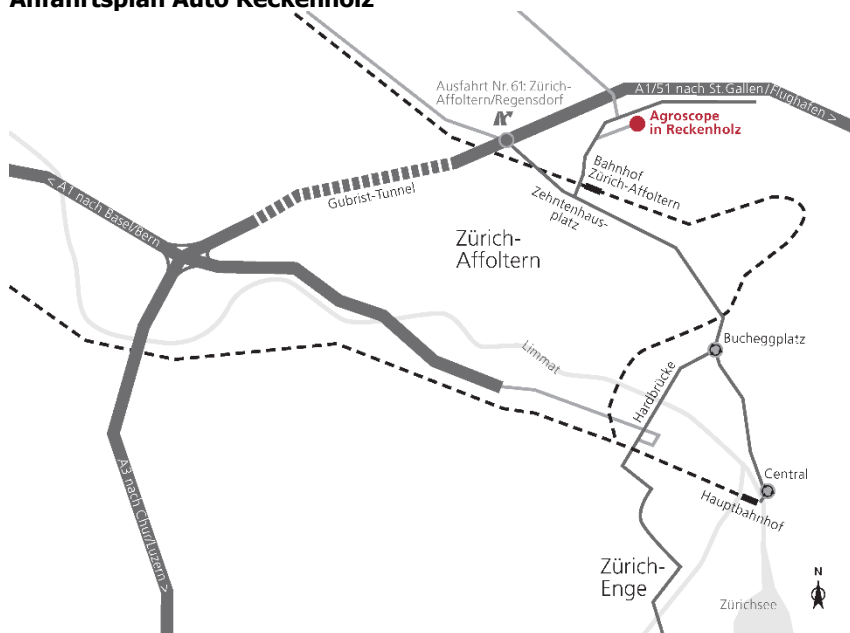 Anfahrtsplan Auto Reckenholz
Ausfahrt Nr. 61: Zürich-
Affoltern/Regensdorf
A1/51 nach St. Gallen/Flughafen >
Agroscope
in Reckenholz
Bahnhof
Zürich-Affoltern
Gubrist-Tunnel
Zehntenhaus-
platz
< A1 nach Basel/Bern
Zürich-
Affoltern
Limmat
Bucheggplatz
Hardbrücke
A3 nach Chur/Luzern >
Central
Hauptbahnhof
Zürich-
Enge
N
Zürichsee